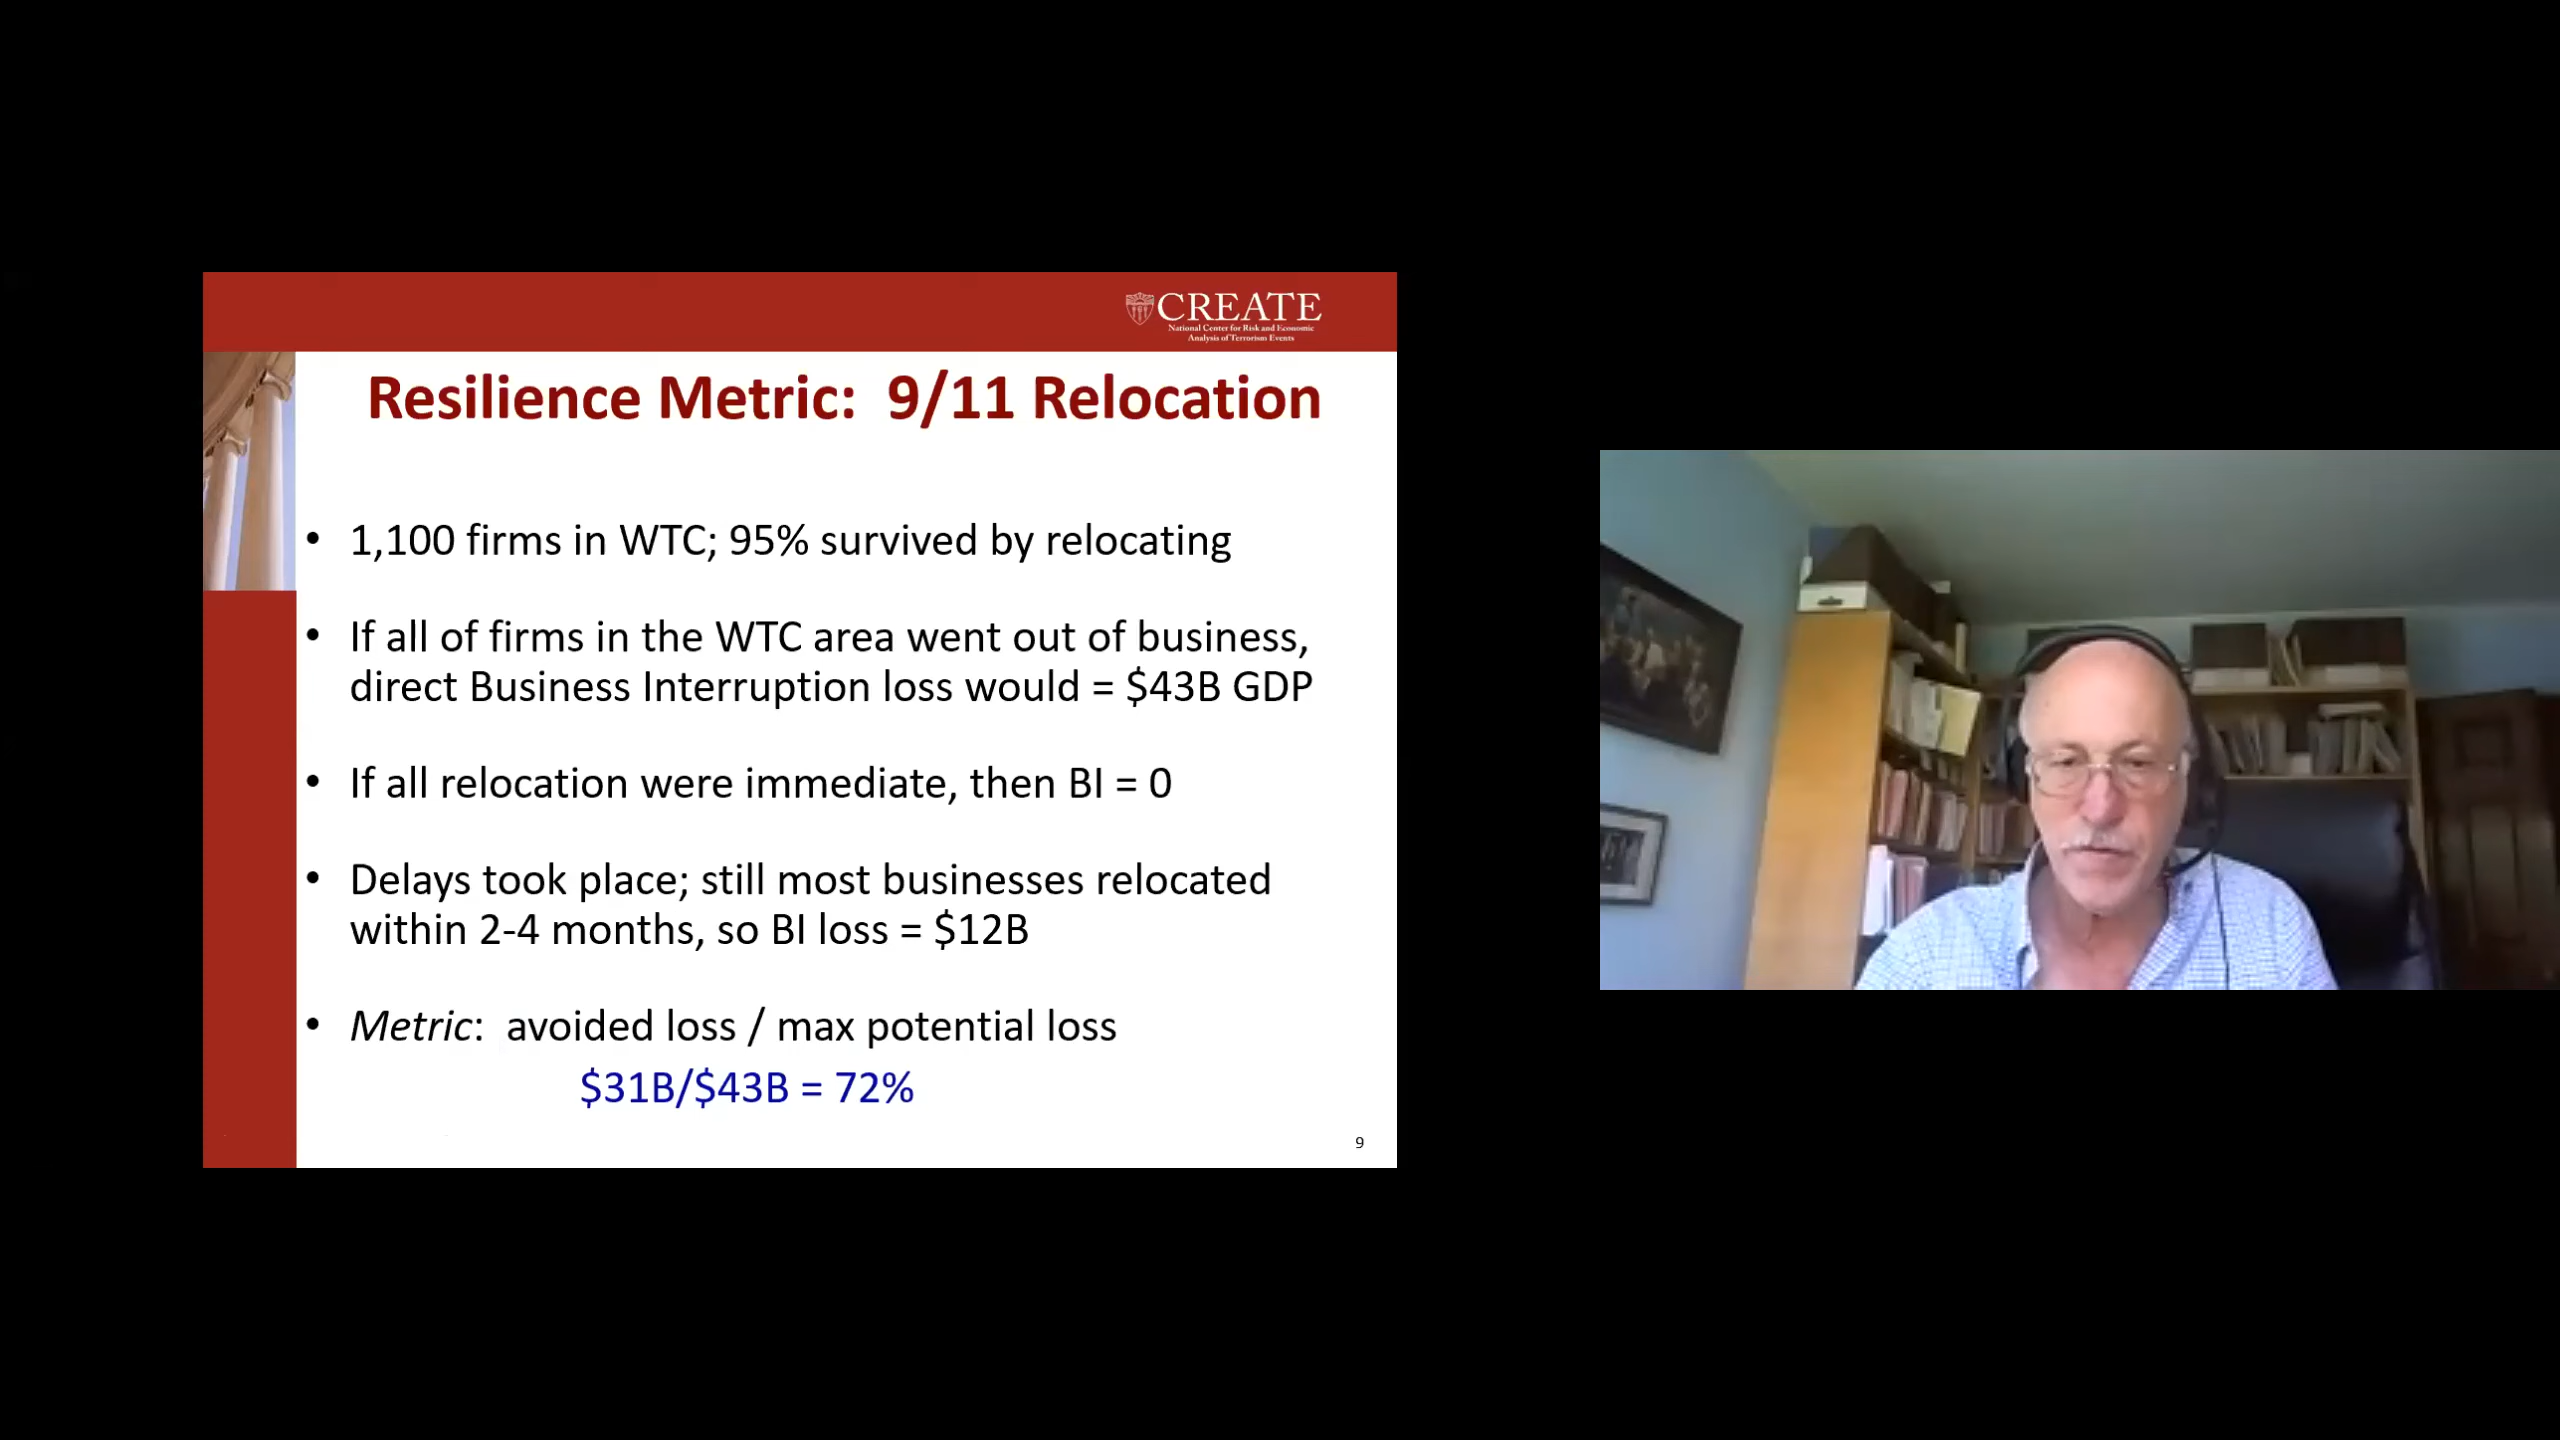 CREATE
National Center for Risk and Economic
Analysis of Terrorism Events
Resilience Metric:  9/11 Relocation
• 1,100 firms in WTC; 95% survived by relocating
• If all of firms in the WTC area went out of business,
direct Business Interruption loss would = $43B GDP
• If all relocation were immediate, then BI = 0
• Delays took place; still most businesses relocated
within 2-4 months, so BI loss = $12B
• Metric:  avoided loss / max potential loss
$31B/$43B = 72%
9